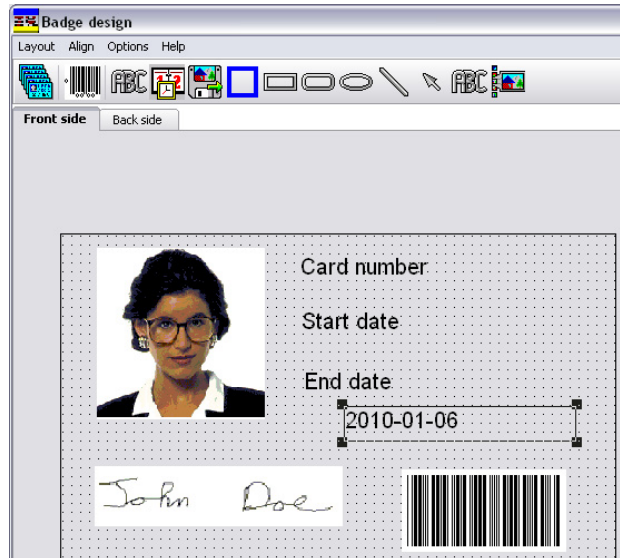 Badge design
Layout Align Options Help
ABC 12 ABC
Front side Back side
Card number
Start date
End date
2010-01-06
John Doe